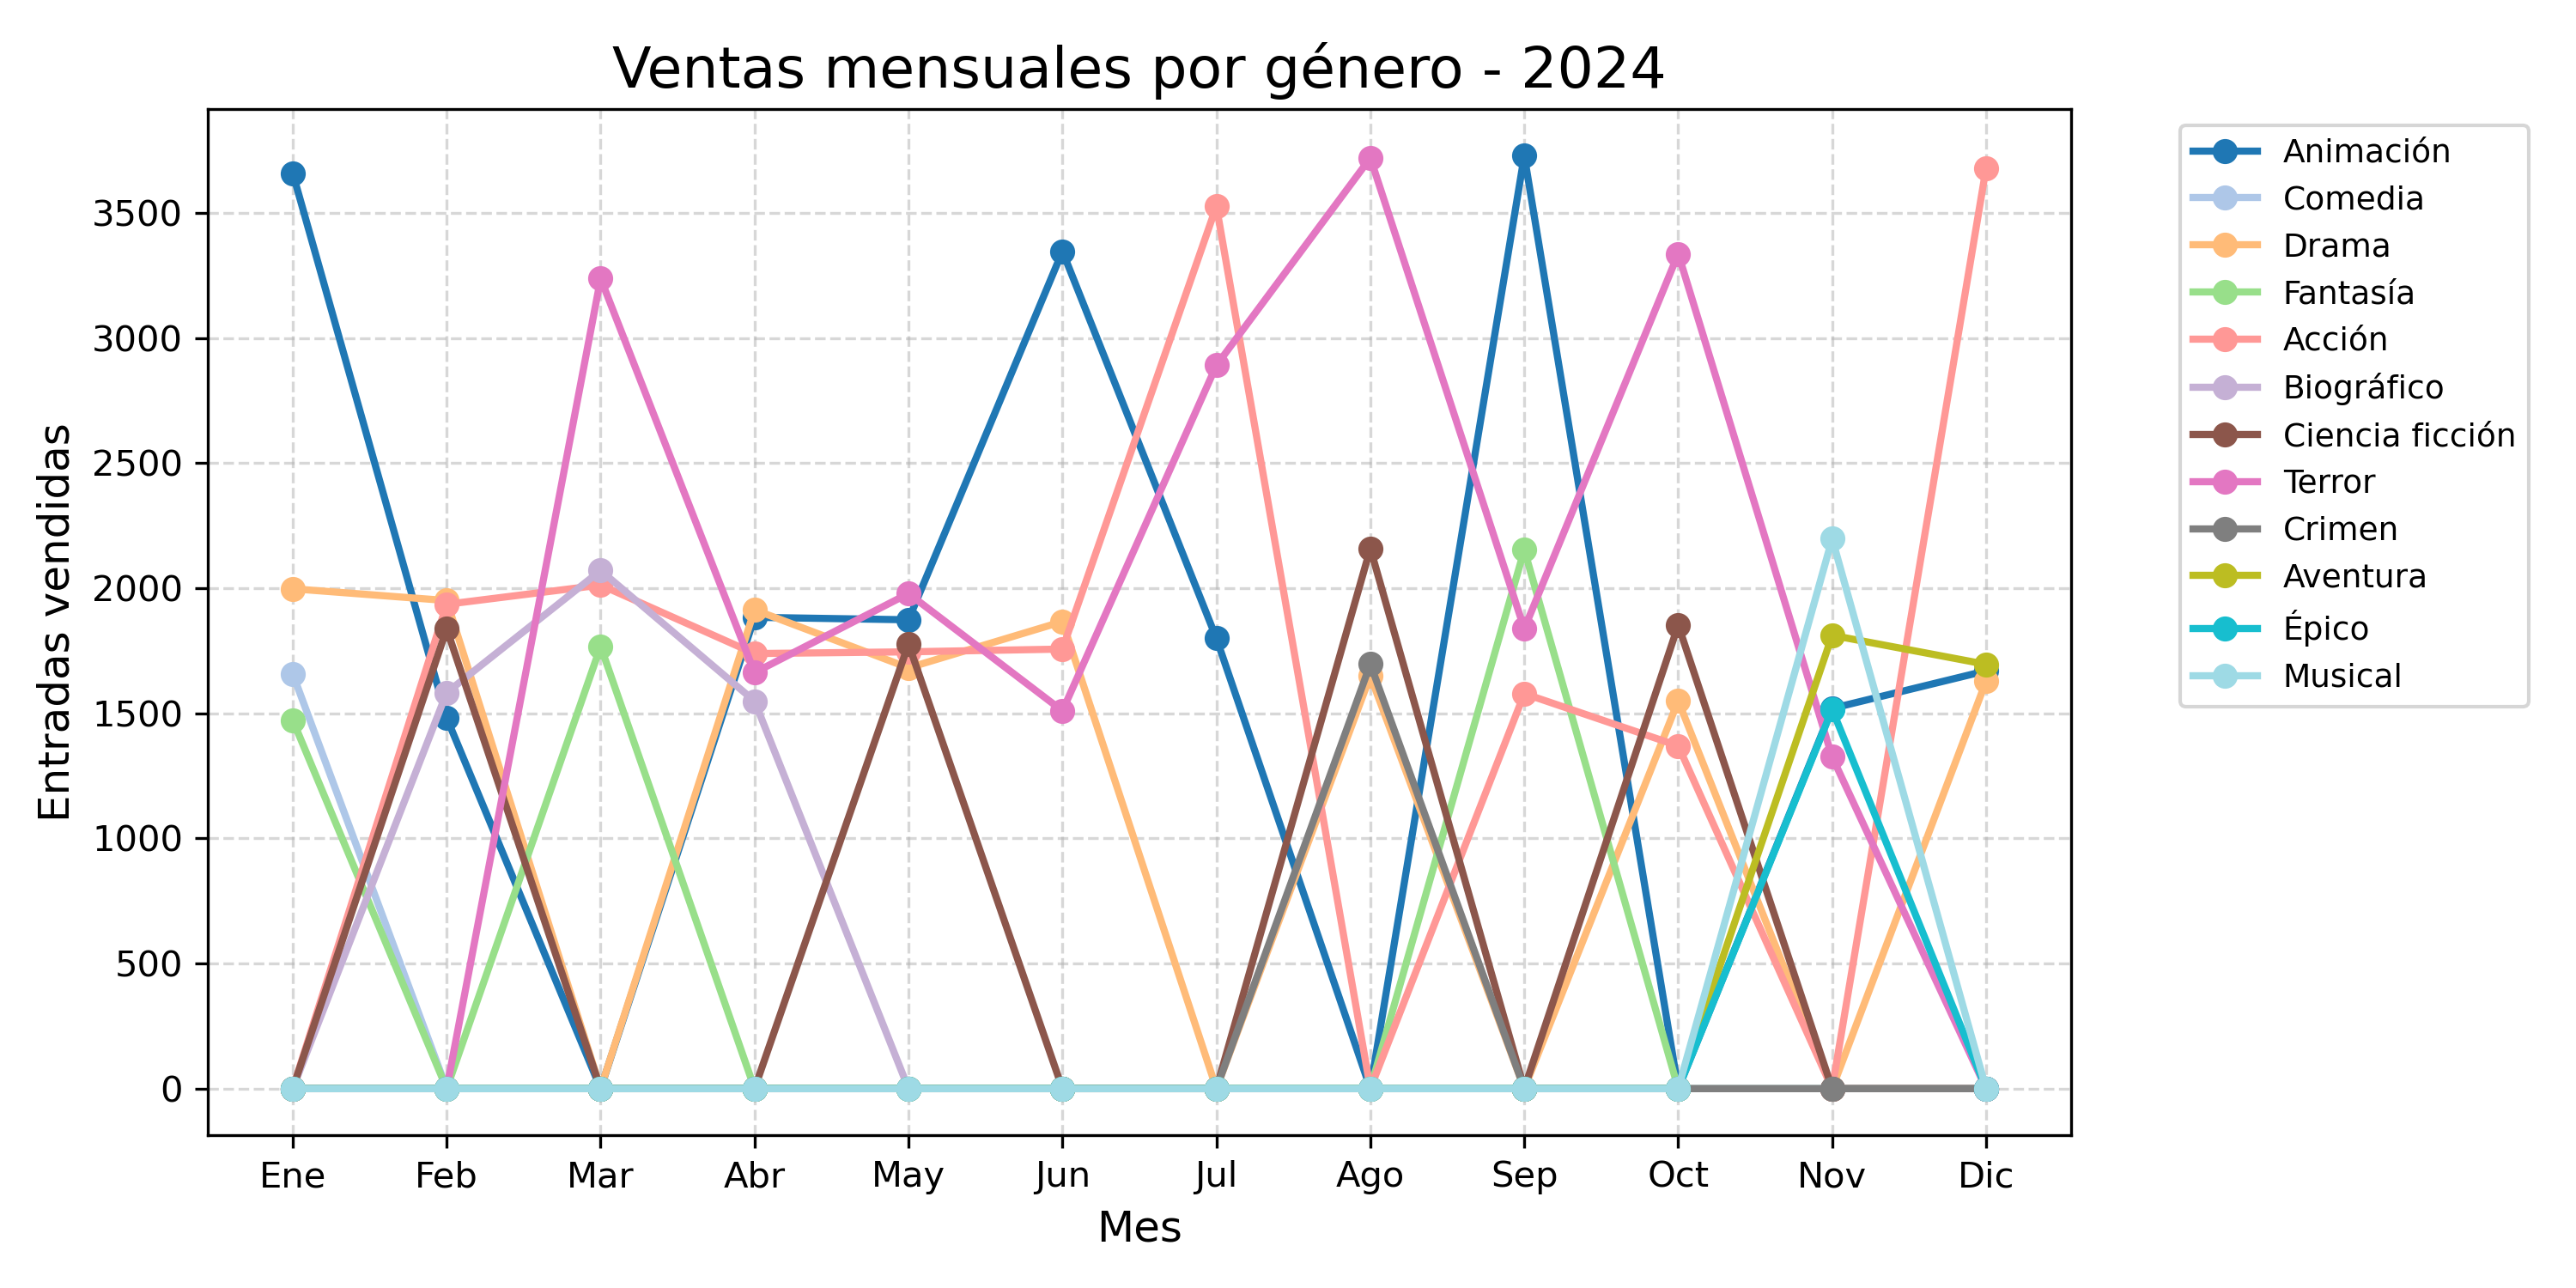 Ventas mensuales por género - 2024
Entradas vendidas
3500
3000
2500
2000
1500
1000
500
0
Ene Feb Mar Abr May Jun Jul Ago Sep Oct Nov Dic
Mes
Animación
Comedia
Drama
Fantasía
Acción
Biográfico
Ciencia ficción
Terror
Crimen
Aventura
Épico
Musical